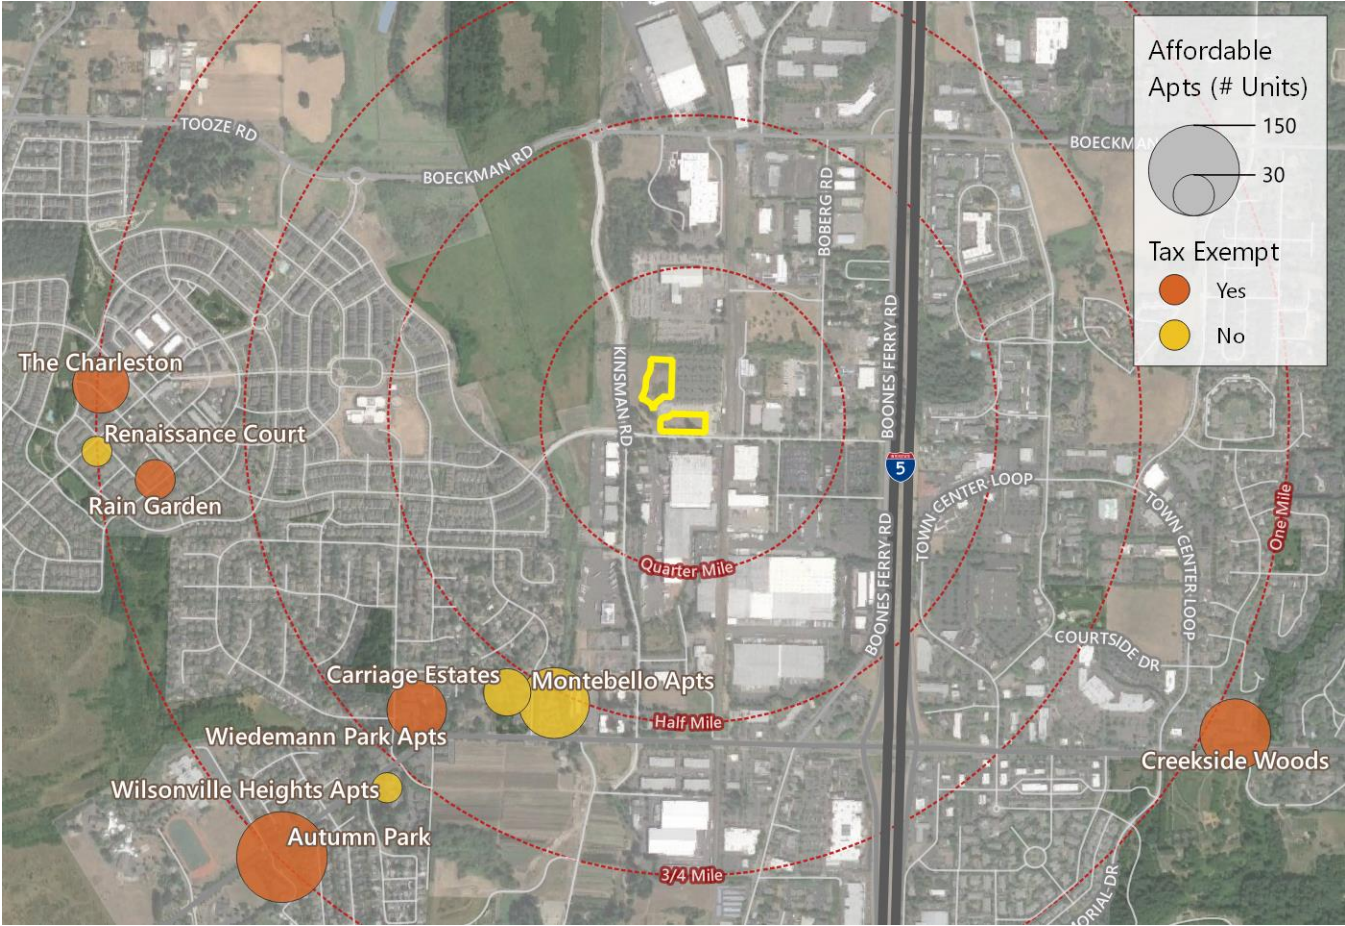 Affordable
Apts (# Units)
150
30
Tax Exempt
Yes
No
TOOZE RD
BOECKMAN RD
BOECKM
BOBERG RD
BOONES FERRY RD
KINSMAN RD
The Charleston
Renaissance Court
Rain Garden
5
TOWN CENTER LOOP
TOWN CENTER LOOP
One Mile
Quarter Mile
BOONES FERRY RD
COURTSIDE DR
Carriage Estates
Montebello Apts
Half Mile
Wiedemann Park Apts
Creekside Woods
Wilsonville Heights Apts
Autumn Park
3/4 Mile
MORIAL DR